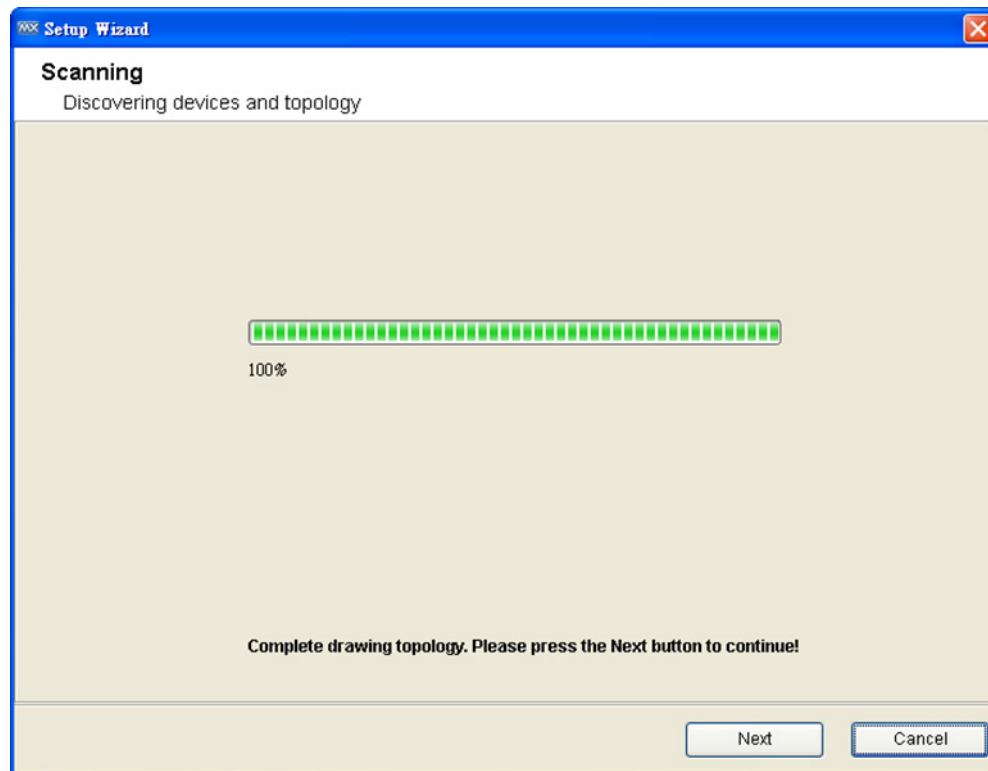 MX Setup Wizard
Scanning
Discovering devices and topology
100%
Complete drawing topology. Please press the Next button to continue!
Next Cancel